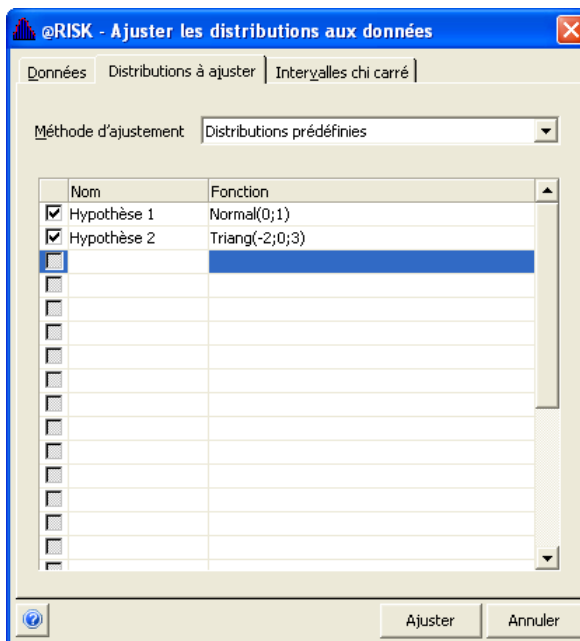 @RISK - Ajuster les distributions aux données
Données Distributions à ajuster Intervalles chi carré
Méthode d'ajustement Distributions prédéfinies
Nom Fonction
Hypothèse 1 Normal(0;1)
Hypothèse 2 Triang(-2;0;3)
Ajuster Annuler